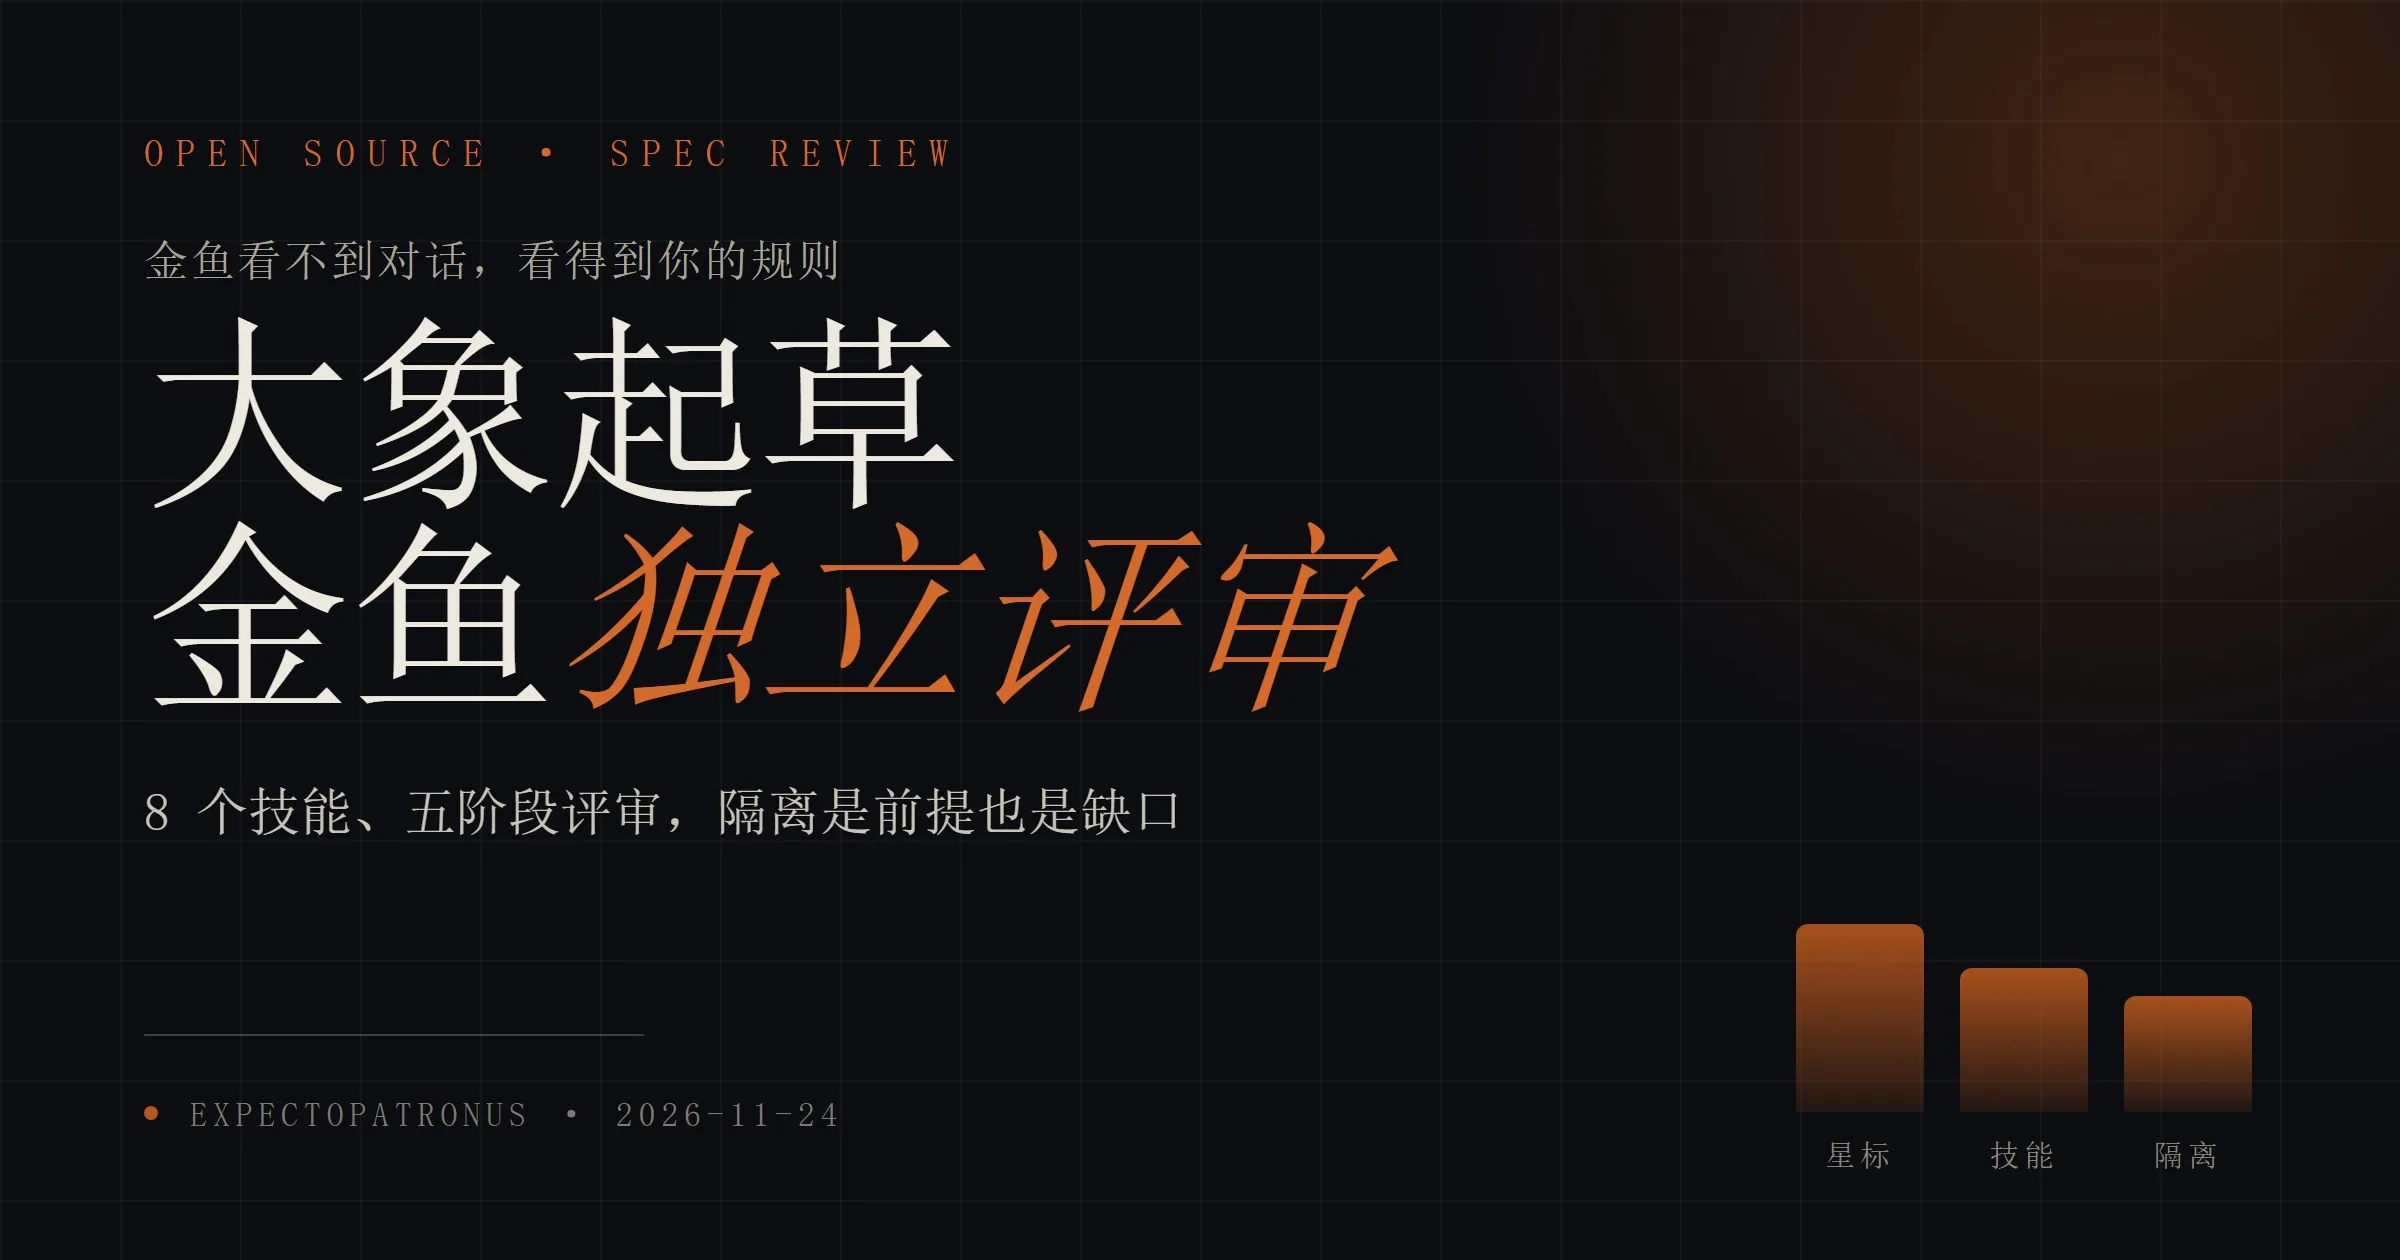 OPEN SOURCE • SPEC REVIEW
金鱼看不到对话，看得到你的规则
大象起草
金鱼独立评审
8 个技能、五阶段评审，隔离是前提也是缺口
EXPECTOPATRONUS • 2026-11-24
星标 技能 隔离